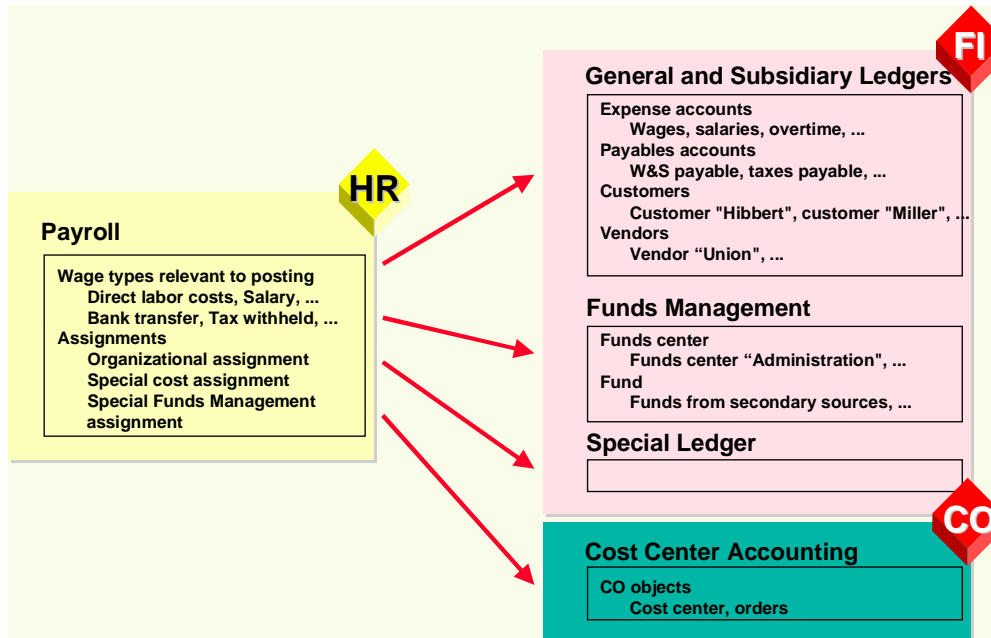 HR
Payroll
Wage types relevant to posting
Direct labor costs, Salary, ...
Bank transfer, Tax withheld, ...
Assignments
Organizational assignment
Special cost assignment
Special Funds Management
assignment
FI
General and Subsidiary Ledgers
Expense accounts
Wages, salaries, overtime, ...
Payables accounts
W&S payable, taxes payable, ...
Customers
Customer "Hibbert", customer "Miller", ...
Vendors
Vendor “Union", ...
Funds Management
Funds center
Funds center “Administration", ...
Fund
Funds from secondary sources, ...
Special Ledger
CO
Cost Center Accounting
CO objects
Cost center, orders